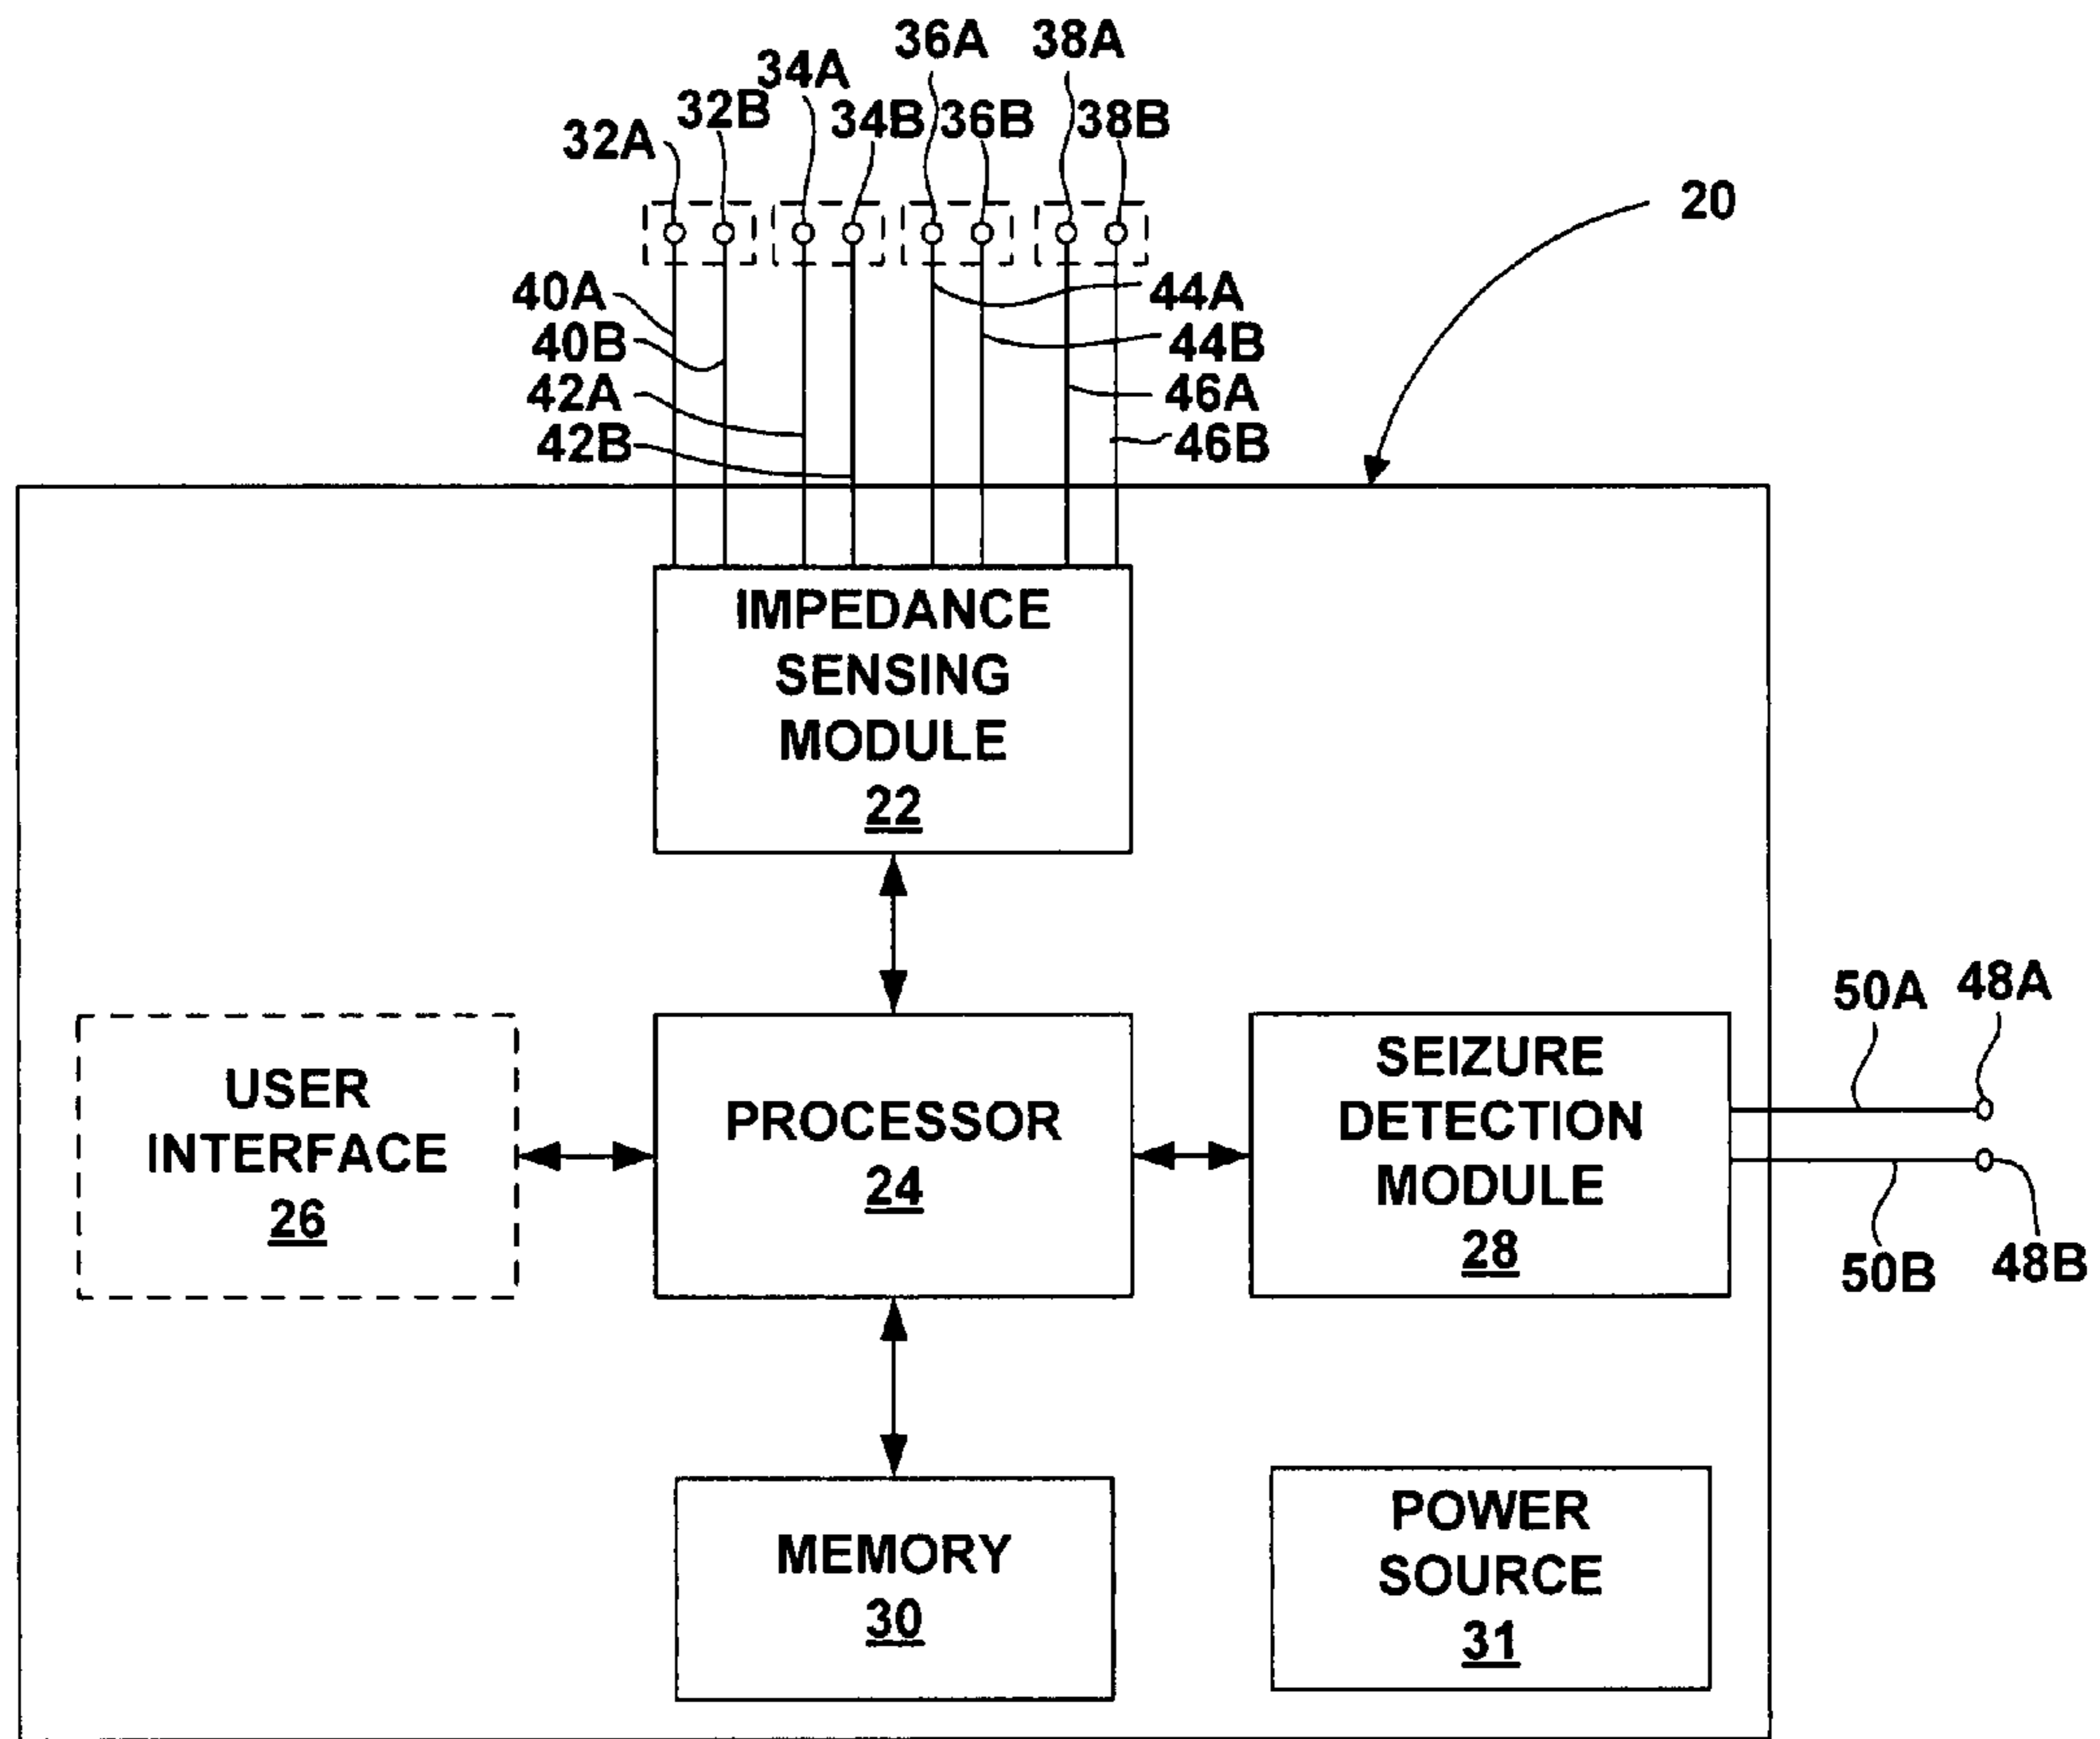 36A 38A
34A
32B 34B 36B 38B
32A
20
40A 44A
40B 44B
42A 46A
42B 46B
IMPEDANCE
SENSING
MODULE
22
50A 48A
USER
INTERFACE
26
PROCESSOR
24
SEIZURE
DETECTION
MODULE
28
50B 48B
MEMORY
30
POWER
SOURCE
31